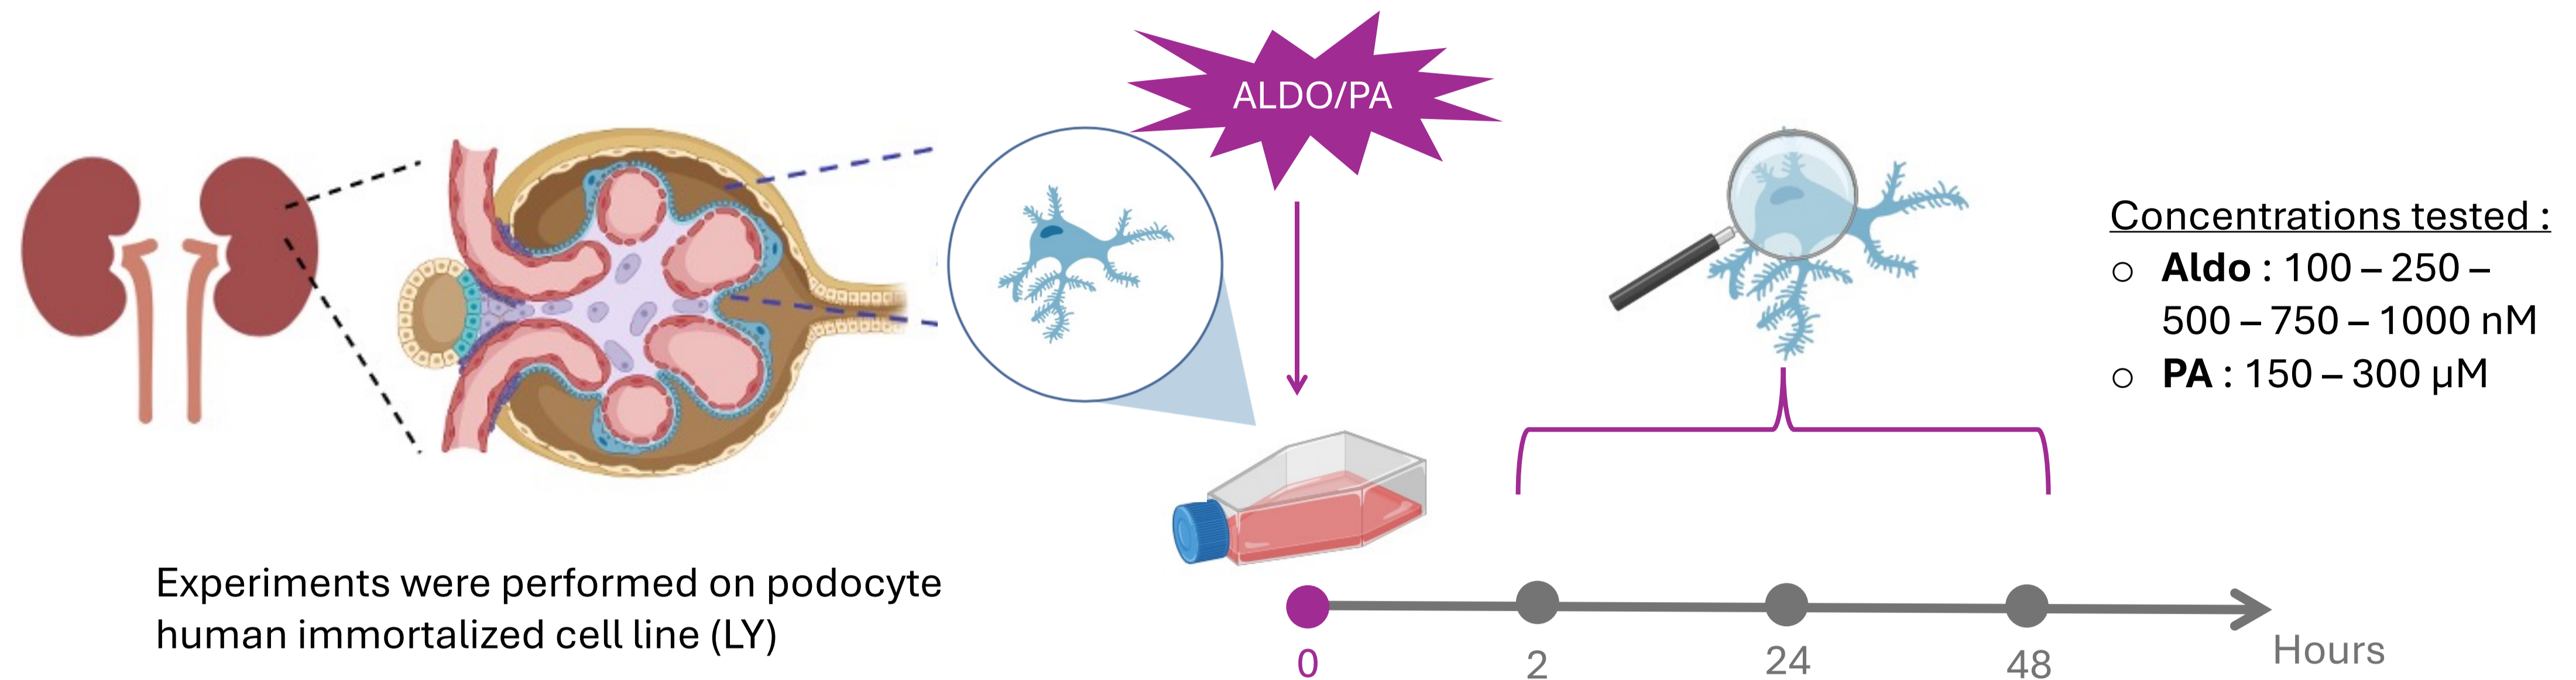 ALDO/PA
Concentrations tested :
○ Aldo : 100 – 250 –
500 – 750 – 1000 nM
○ PA : 150 – 300 µM
Experiments were performed on podocyte
human immortalized cell line (LY)
0
2
24
48
Hours